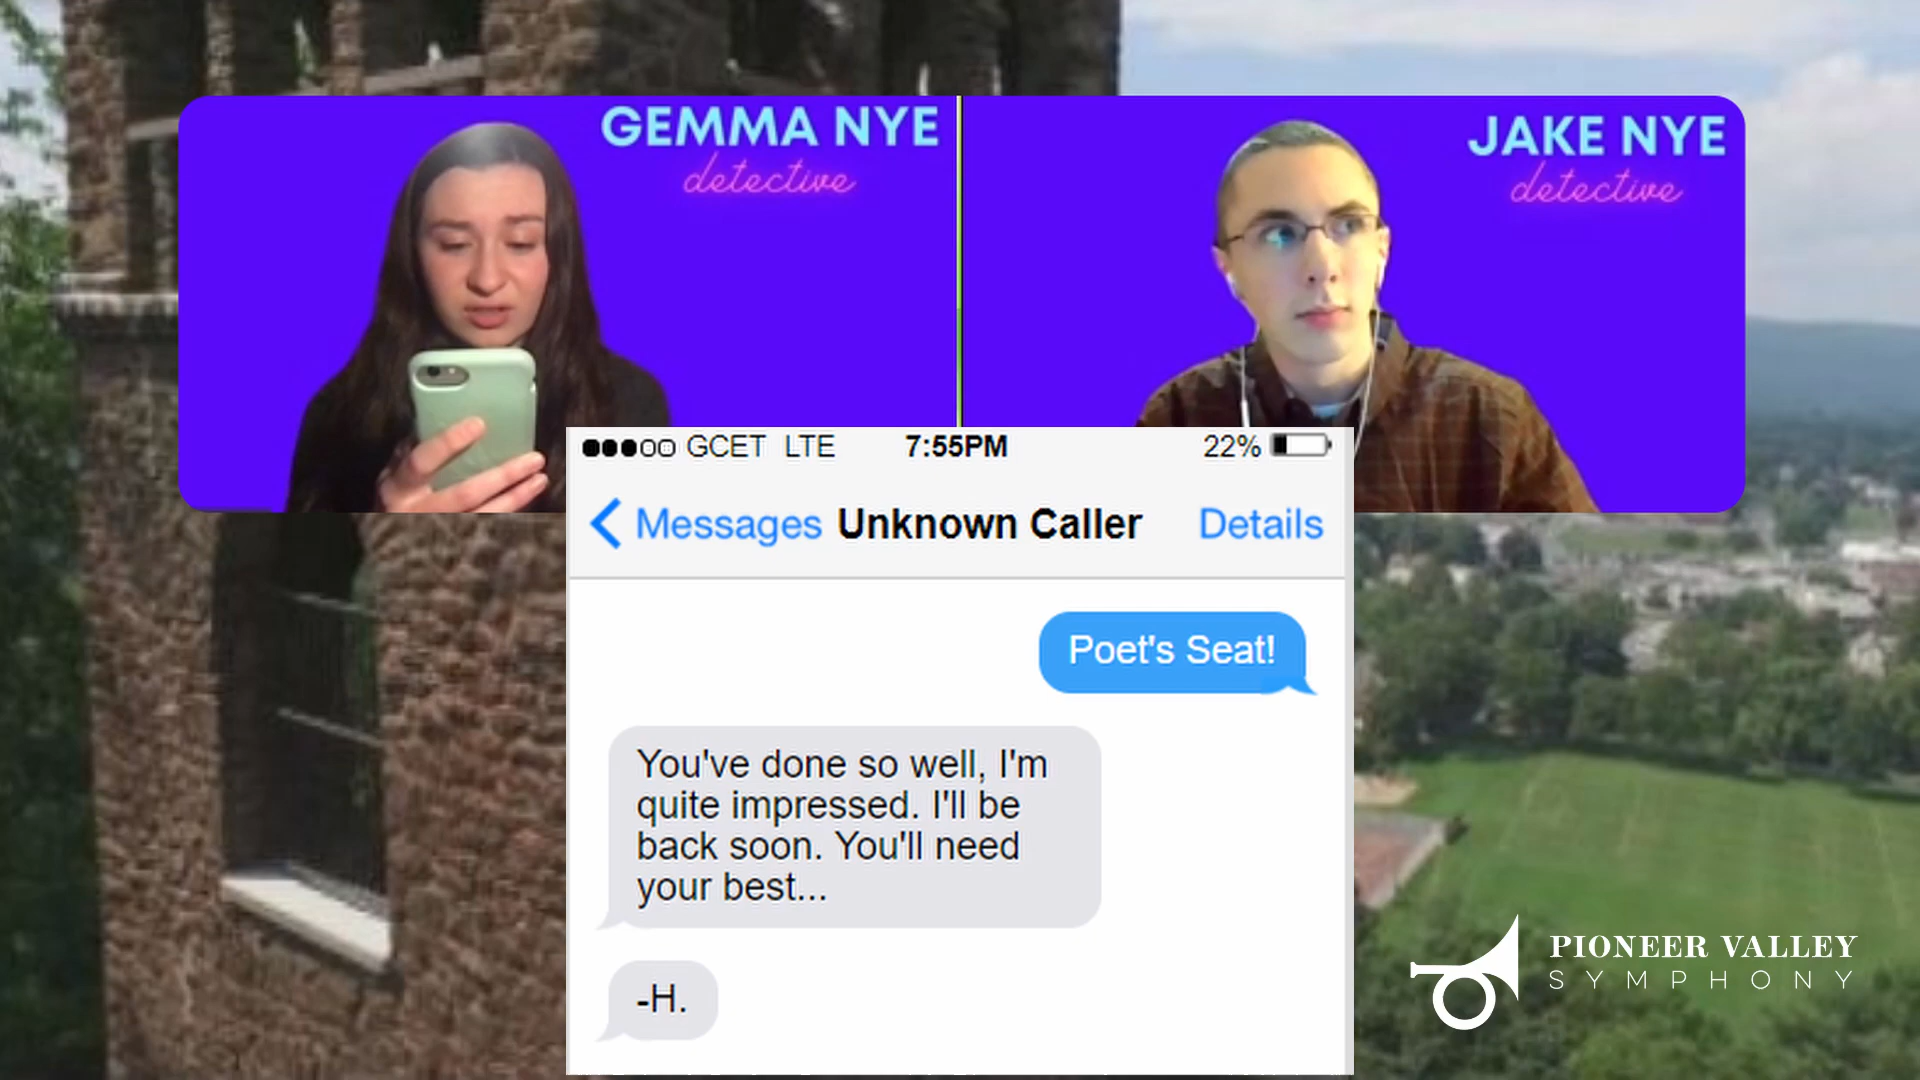 GEMMA NYE
detective
JAKE NYE
detective
GCET LTE 7:55PM 22%
Messages Unknown Caller Details
Poet's Seat!
You've done so well, I'm
quite impressed. I'll be
back soon. You'll need
your best...
-H.
PIONEER VALLEY
SYMPHONY